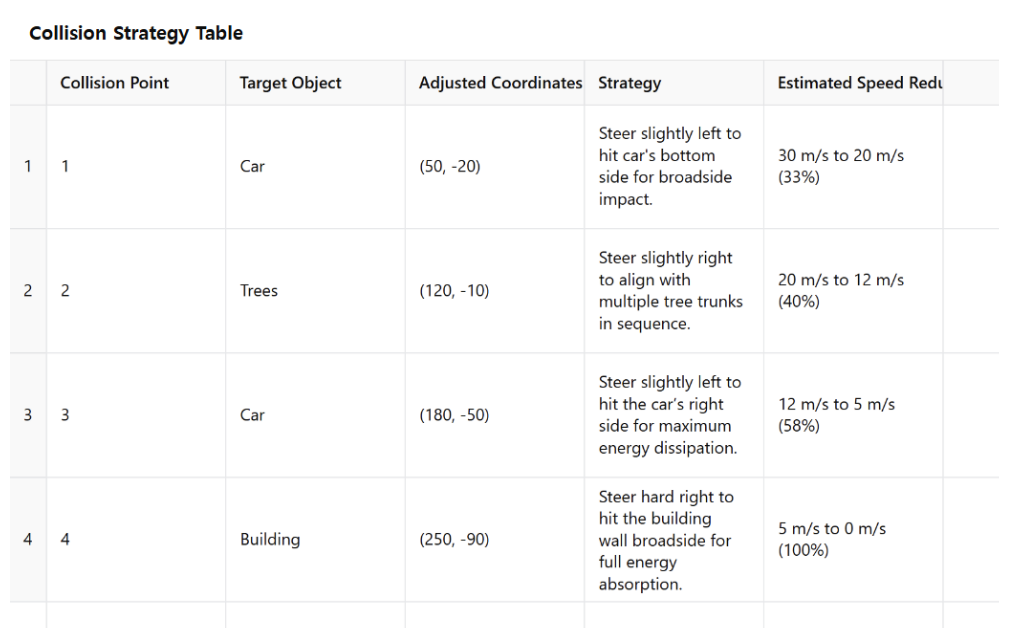 Collision Strategy Table
Collision Point Target Object Adjusted Coordinates Strategy Estimated Speed Redu
1 1 Car (50, -20) Steer slightly left to
hit car's bottom
side for broadside
impact. 30 m/s to 20 m/s
(33%)
2 2 Trees (120, -10) Steer slightly right
to align with
multiple tree trunks
in sequence. 20 m/s to 12 m/s
(40%)
3 3 Car (180, -50) Steer slightly left to
hit the car's right
side for maximum
energy dissipation. 12 m/s to 5 m/s
(58%)
4 4 Building (250, -90) Steer hard right to
hit the building
wall broadside for
full energy
absorption. 5 m/s to 0 m/s
(100%)